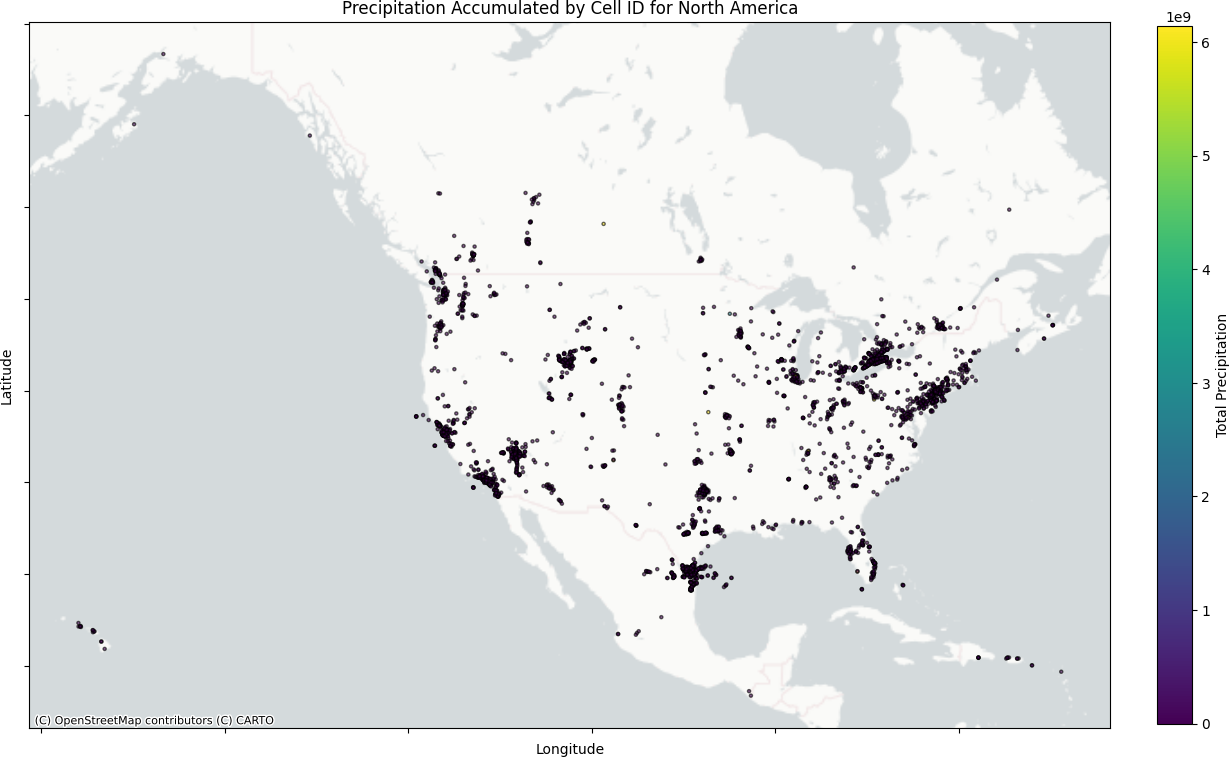 Precipitation Accumulated by Cell ID for North America
1e9
6
5
4
3
2
1
0
Total Precipitation
Latitude
(C) OpenStreetMap contributors (C) CARTO
Longitude